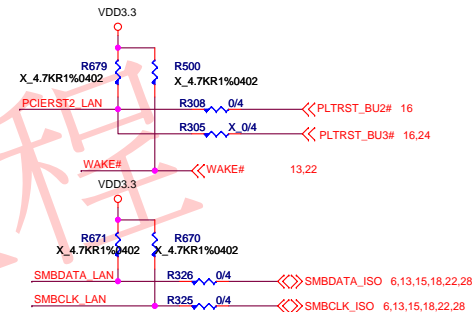 VDD3.3
R679 R500
X_4.7KR1%0402 X_4.7KR1%0402
PCIERST2_LAN R308 0/4 PLTRST_BU2# 16
R305 X_0/4 PLTRST_BU3# 16,24
WAKE# WAKE# 13,22
VDD3.3
R671 R670
X_4.7KR1%0402 X_4.7KR1%0402
SMBDATA_LAN R326 0/4 SMBDATA_ISO 6,13,15,18,22,28
SMBCLK_LAN R325 0/4 SMBCLK_ISO 6,13,15,18,22,28
程